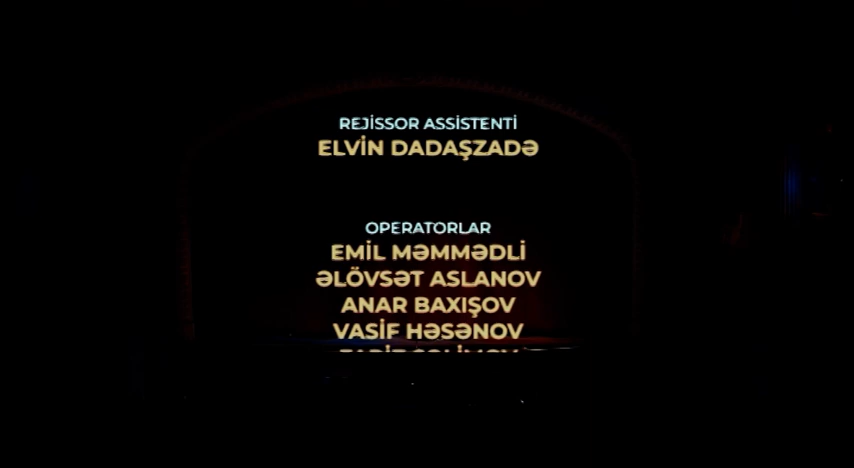 REJİSSOR ASSİSTENTİ
ELVİN DADAŞZADƏ
OPERATORLAR
EMİL MƏMMƏDLİ
ƏLÖVSƏT ASLANOV
ANAR BAXIŞOV
VASİF HƏSƏNOV